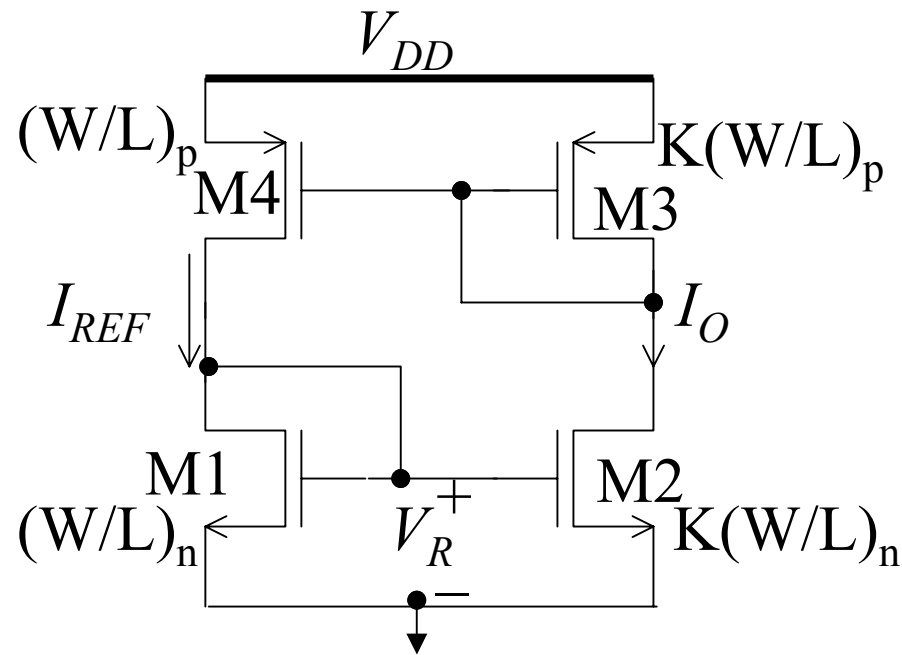 V_DD
(W/L)_p
K(W/L)_p
M4
M3
I_REF
I_O
M1
M2
(W/L)_n
V_R
+
K(W/L)_n
−